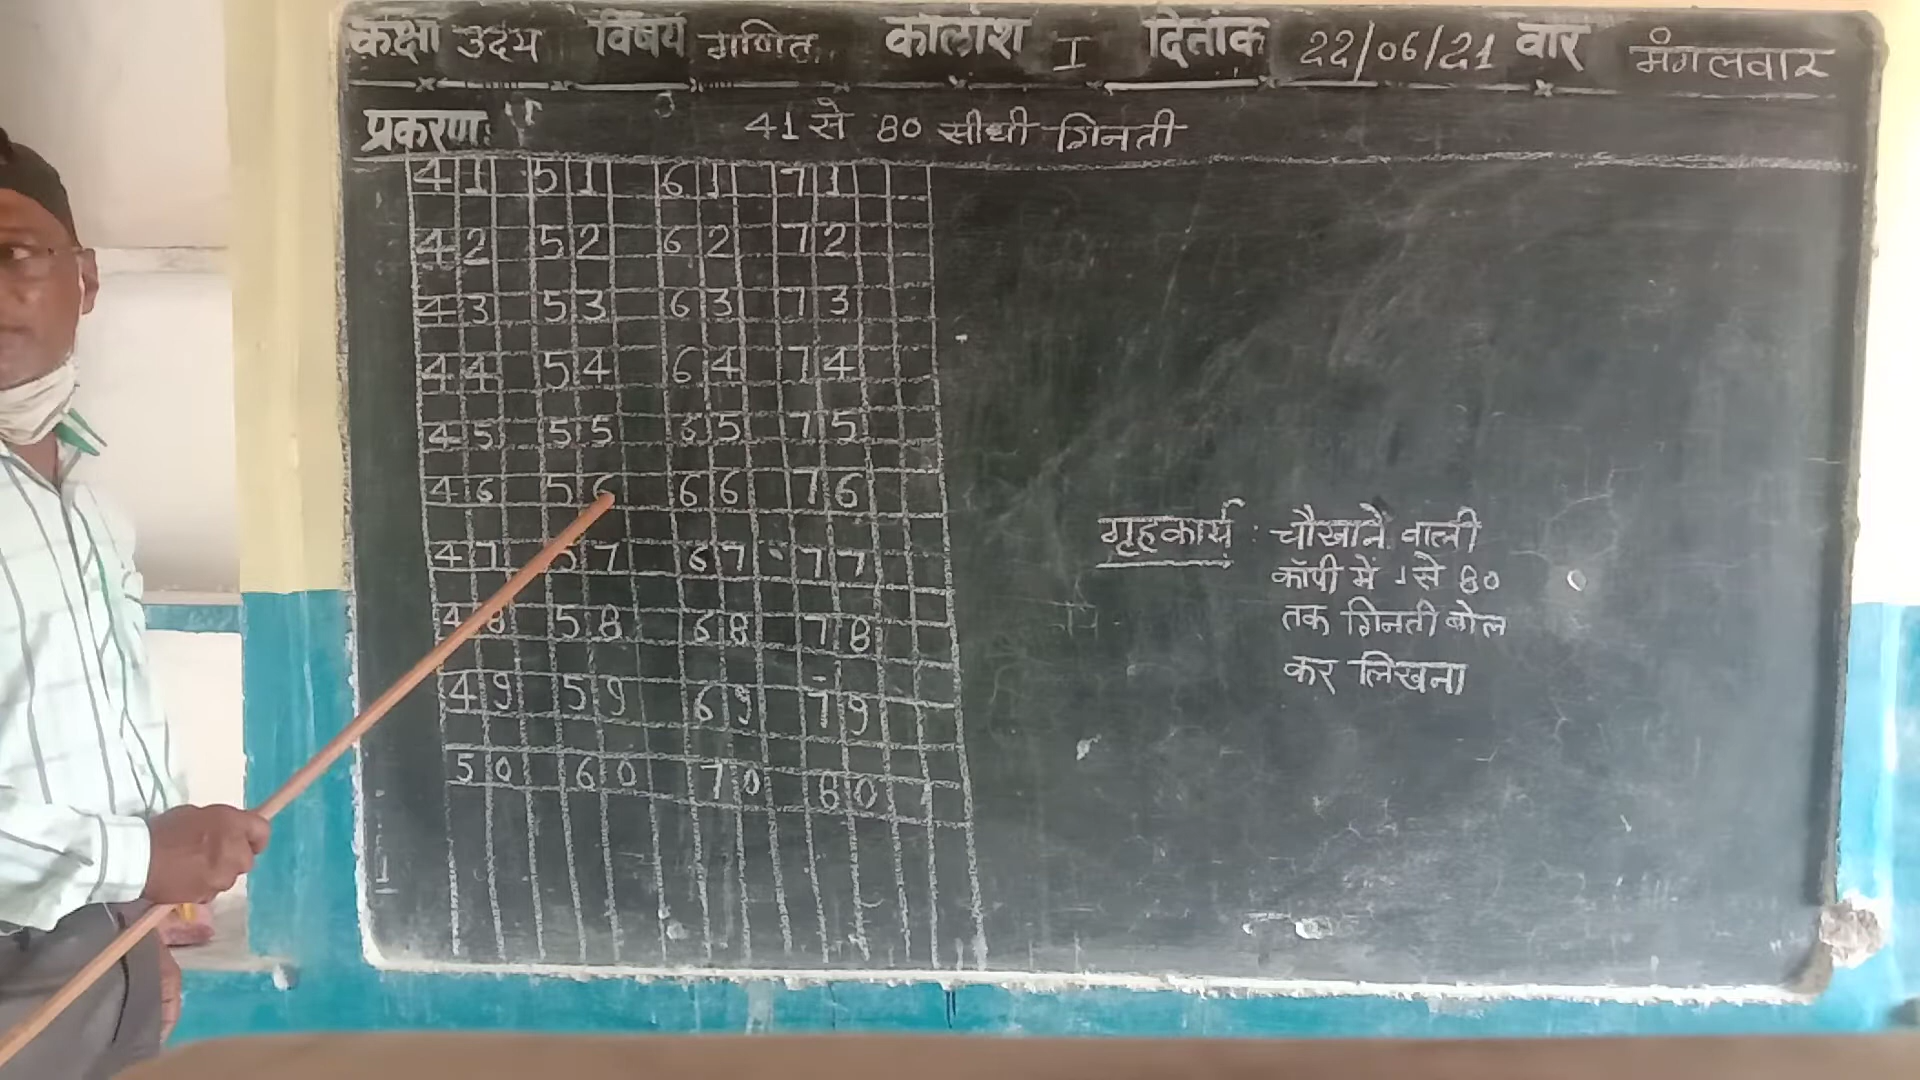 कक्षा उदय विषय गणित कालांश I दिनांक 22/06/21 वार मंगलवार
प्रकरण: 41 से 80 सीधी गिनती
41 51 61 71
42 52 62 72
43 53 63 73
44 54 64 74
45 55 65 75
46 56 66 76
47 57 67 77
48 58 68 78
49 59 69 79
50 60 70 80
गृहकार्य : चौखाने वाली
कॉपी में 1 से 80
तक गिनती बोल
कर लिखना